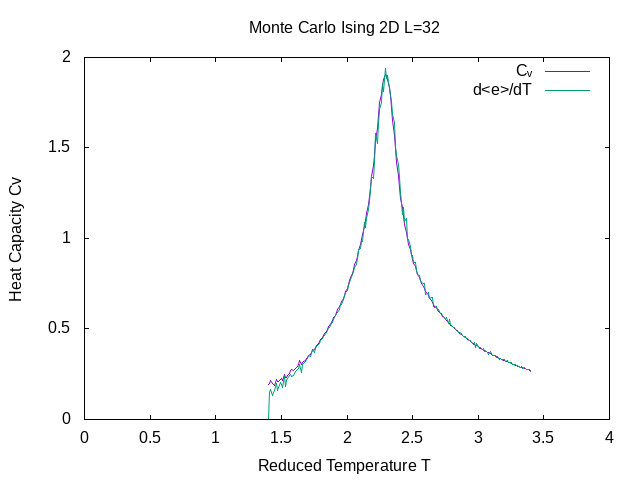 Monte Carlo Ising 2D L=32
Cᵥ
d<e>/dT
Heat Capacity Cv
2
1.5
1
0.5
0
0 0.5 1 1.5 2 2.5 3 3.5 4
Reduced Temperature T